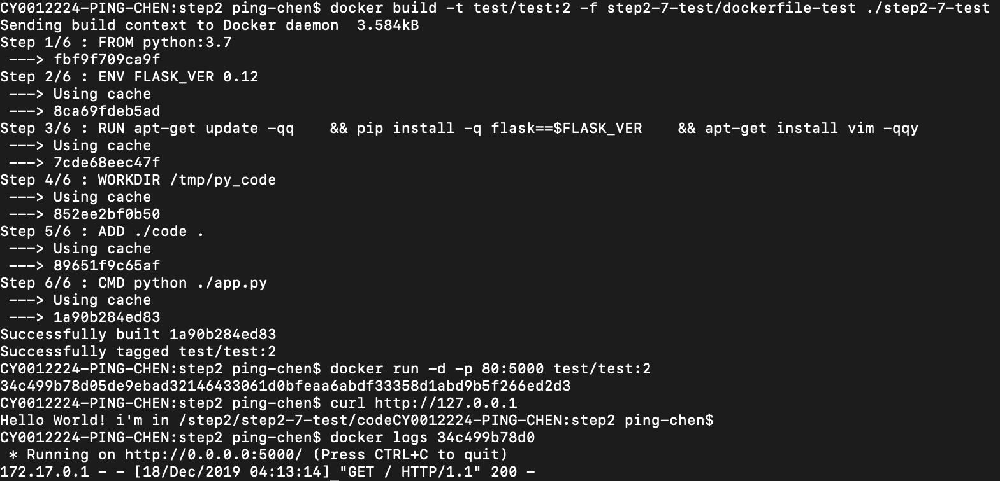 CY0012224-PING-CHEN:step2 ping-chen$ docker build -t test/test:2 -f step2-7-test/dockerfile-test ./step2-7-test
Sending build context to Docker daemon  3.584kB
Step 1/6 : FROM python:3.7
 ---> fbf9f709ca9f
Step 2/6 : ENV FLASK_VER 0.12
 ---> Using cache
 ---> 8ca69fdeb5ad
Step 3/6 : RUN apt-get update -qq    && pip install -q flask==$FLASK_VER    && apt-get install vim -qqy
 ---> Using cache
 ---> 7cde68eec47f
Step 4/6 : WORKDIR /tmp/py_code
 ---> Using cache
 ---> 852ee2bf0b50
Step 5/6 : ADD ./code .
 ---> Using cache
 ---> 89651f9c65af
Step 6/6 : CMD python ./app.py
 ---> Using cache
 ---> 1a90b284ed83
Successfully built 1a90b284ed83
Successfully tagged test/test:2
CY0012224-PING-CHEN:step2 ping-chen$ docker run -d -p 80:5000 test/test:2
34c499b78d05de9ebad32146433061d0bfeaa6abdf33358d1abd9b5f266ed2d3
CY0012224-PING-CHEN:step2 ping-chen$ curl http://127.0.0.1
Hello World! i'm in /step2/step2-7-test/codeCY0012224-PING-CHEN:step2 ping-chen$
CY0012224-PING-CHEN:step2 ping-chen$ docker logs 34c499b78d0
 * Running on http://0.0.0.0:5000/ (Press CTRL+C to quit)
172.17.0.1 - - [18/Dec/2019 04:13:14] "GET / HTTP/1.1" 200 -